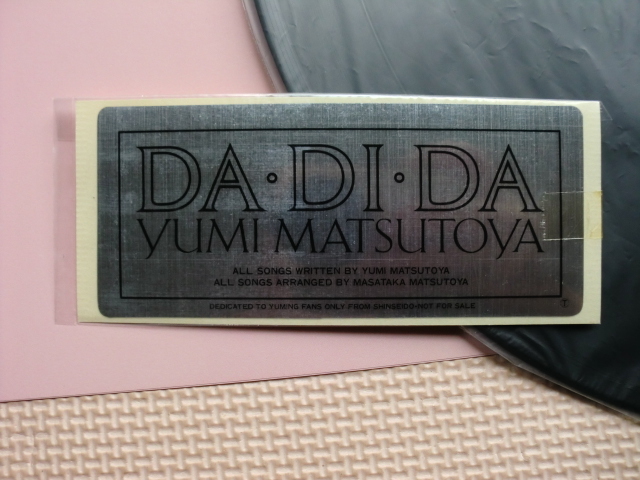 DA・DI・DA
YUMI MATSUTOYA
ALL SONGS WRITTEN BY YUMI MATSUTOYA
ALL SONGS ARRANGED BY MASATAKA MATSUTOYA
DEDICATED TO YUMING FANS ONLY FROM SHINSEIDO-NOT FOR SALE